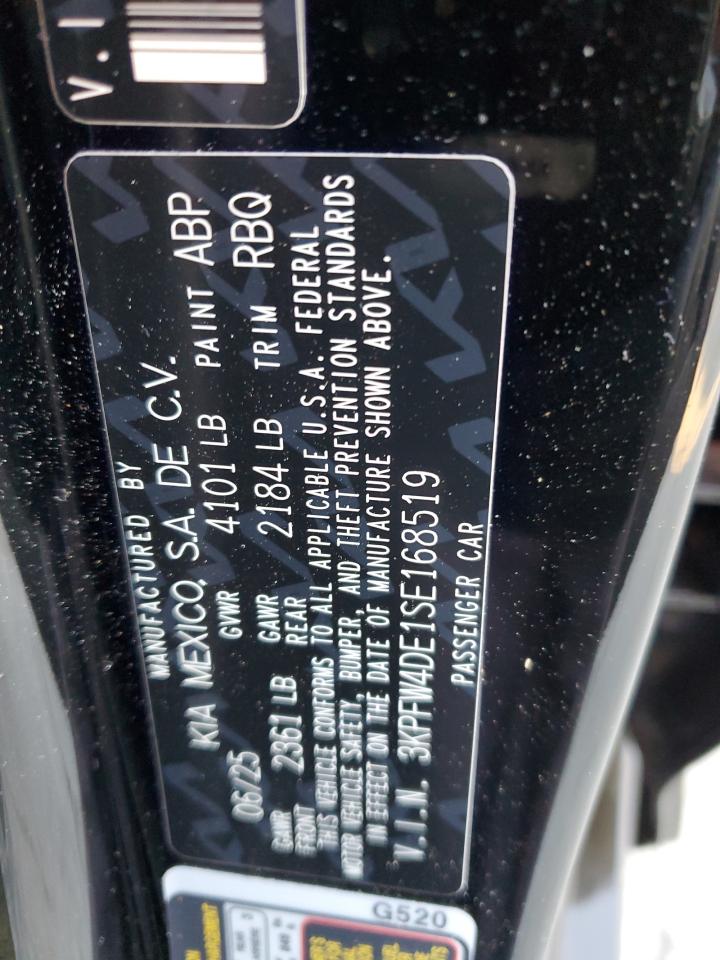 V.I
MANUFACTURED BY
KIA MEXICO, S.A. DE C.V.
06/25 GVWR 4101 LB PAINT ABP
GAWR FRONT 2361 LB GAWR REAR 2184 LB TRIM RBQ
THIS VEHICLE CONFORMS TO ALL APPLICABLE U.S.A. FEDERAL
MOTOR VEHICLE SAFETY, BUMPER, AND THEFT PREVENTION STANDARDS
IN EFFECT ON THE DATE OF MANUFACTURE SHOWN ABOVE.
V.I.N. 3KPFW4DE1SE168519
PASSENGER CAR
G520